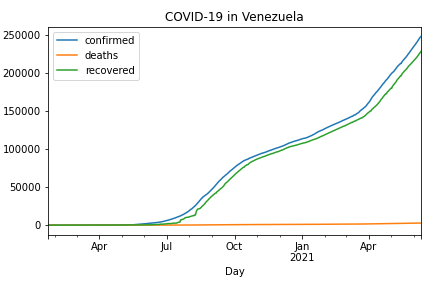 COVID-19 in Venezuela
confirmed
deaths
recovered
250000
200000
150000
100000
50000
0
Apr Jul Oct Jan Apr
2021
Day